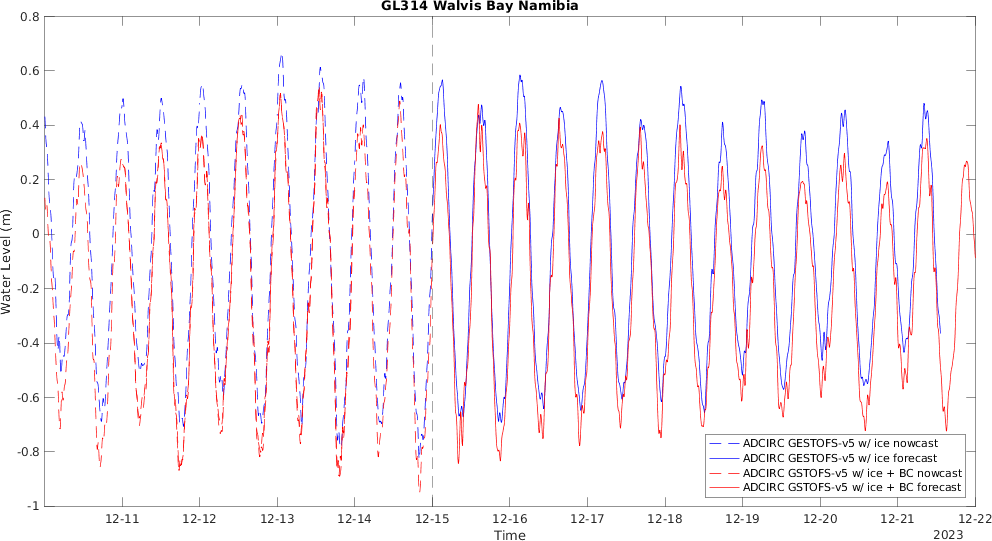 GL314 Walvis Bay Namibia
0.8
0.6
0.4
0.2
0
-0.2
-0.4
-0.6
-0.8
-1
Water Level (m)
ADCIRC GESTOFS-v5 w/ ice nowcast
ADCIRC GESTOFS-v5 w/ ice forecast
ADCIRC GSTOFS-v5 w/ ice + BC nowcast
ADCIRC GSTOFS-v5 w/ ice + BC forecast
12-11 12-12 12-13 12-14 12-15 12-16 12-17 12-18 12-19 12-20 12-21 12-22
Time
2023